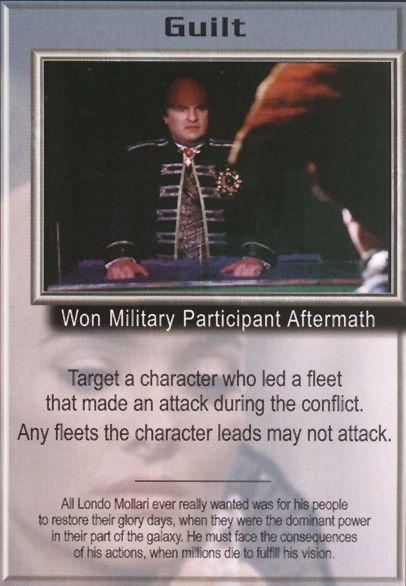 Guilt
Won Military Participant Aftermath
Target a character who led a fleet
that made an attack during the conflict.
Any fleets the character leads may not attack.
All Londo Mollari ever really wanted was for his people
to restore their glory days, when they were the dominant power
in their part of the galaxy. He must face the consequences
of his actions, when millions die to fulfill his vision.